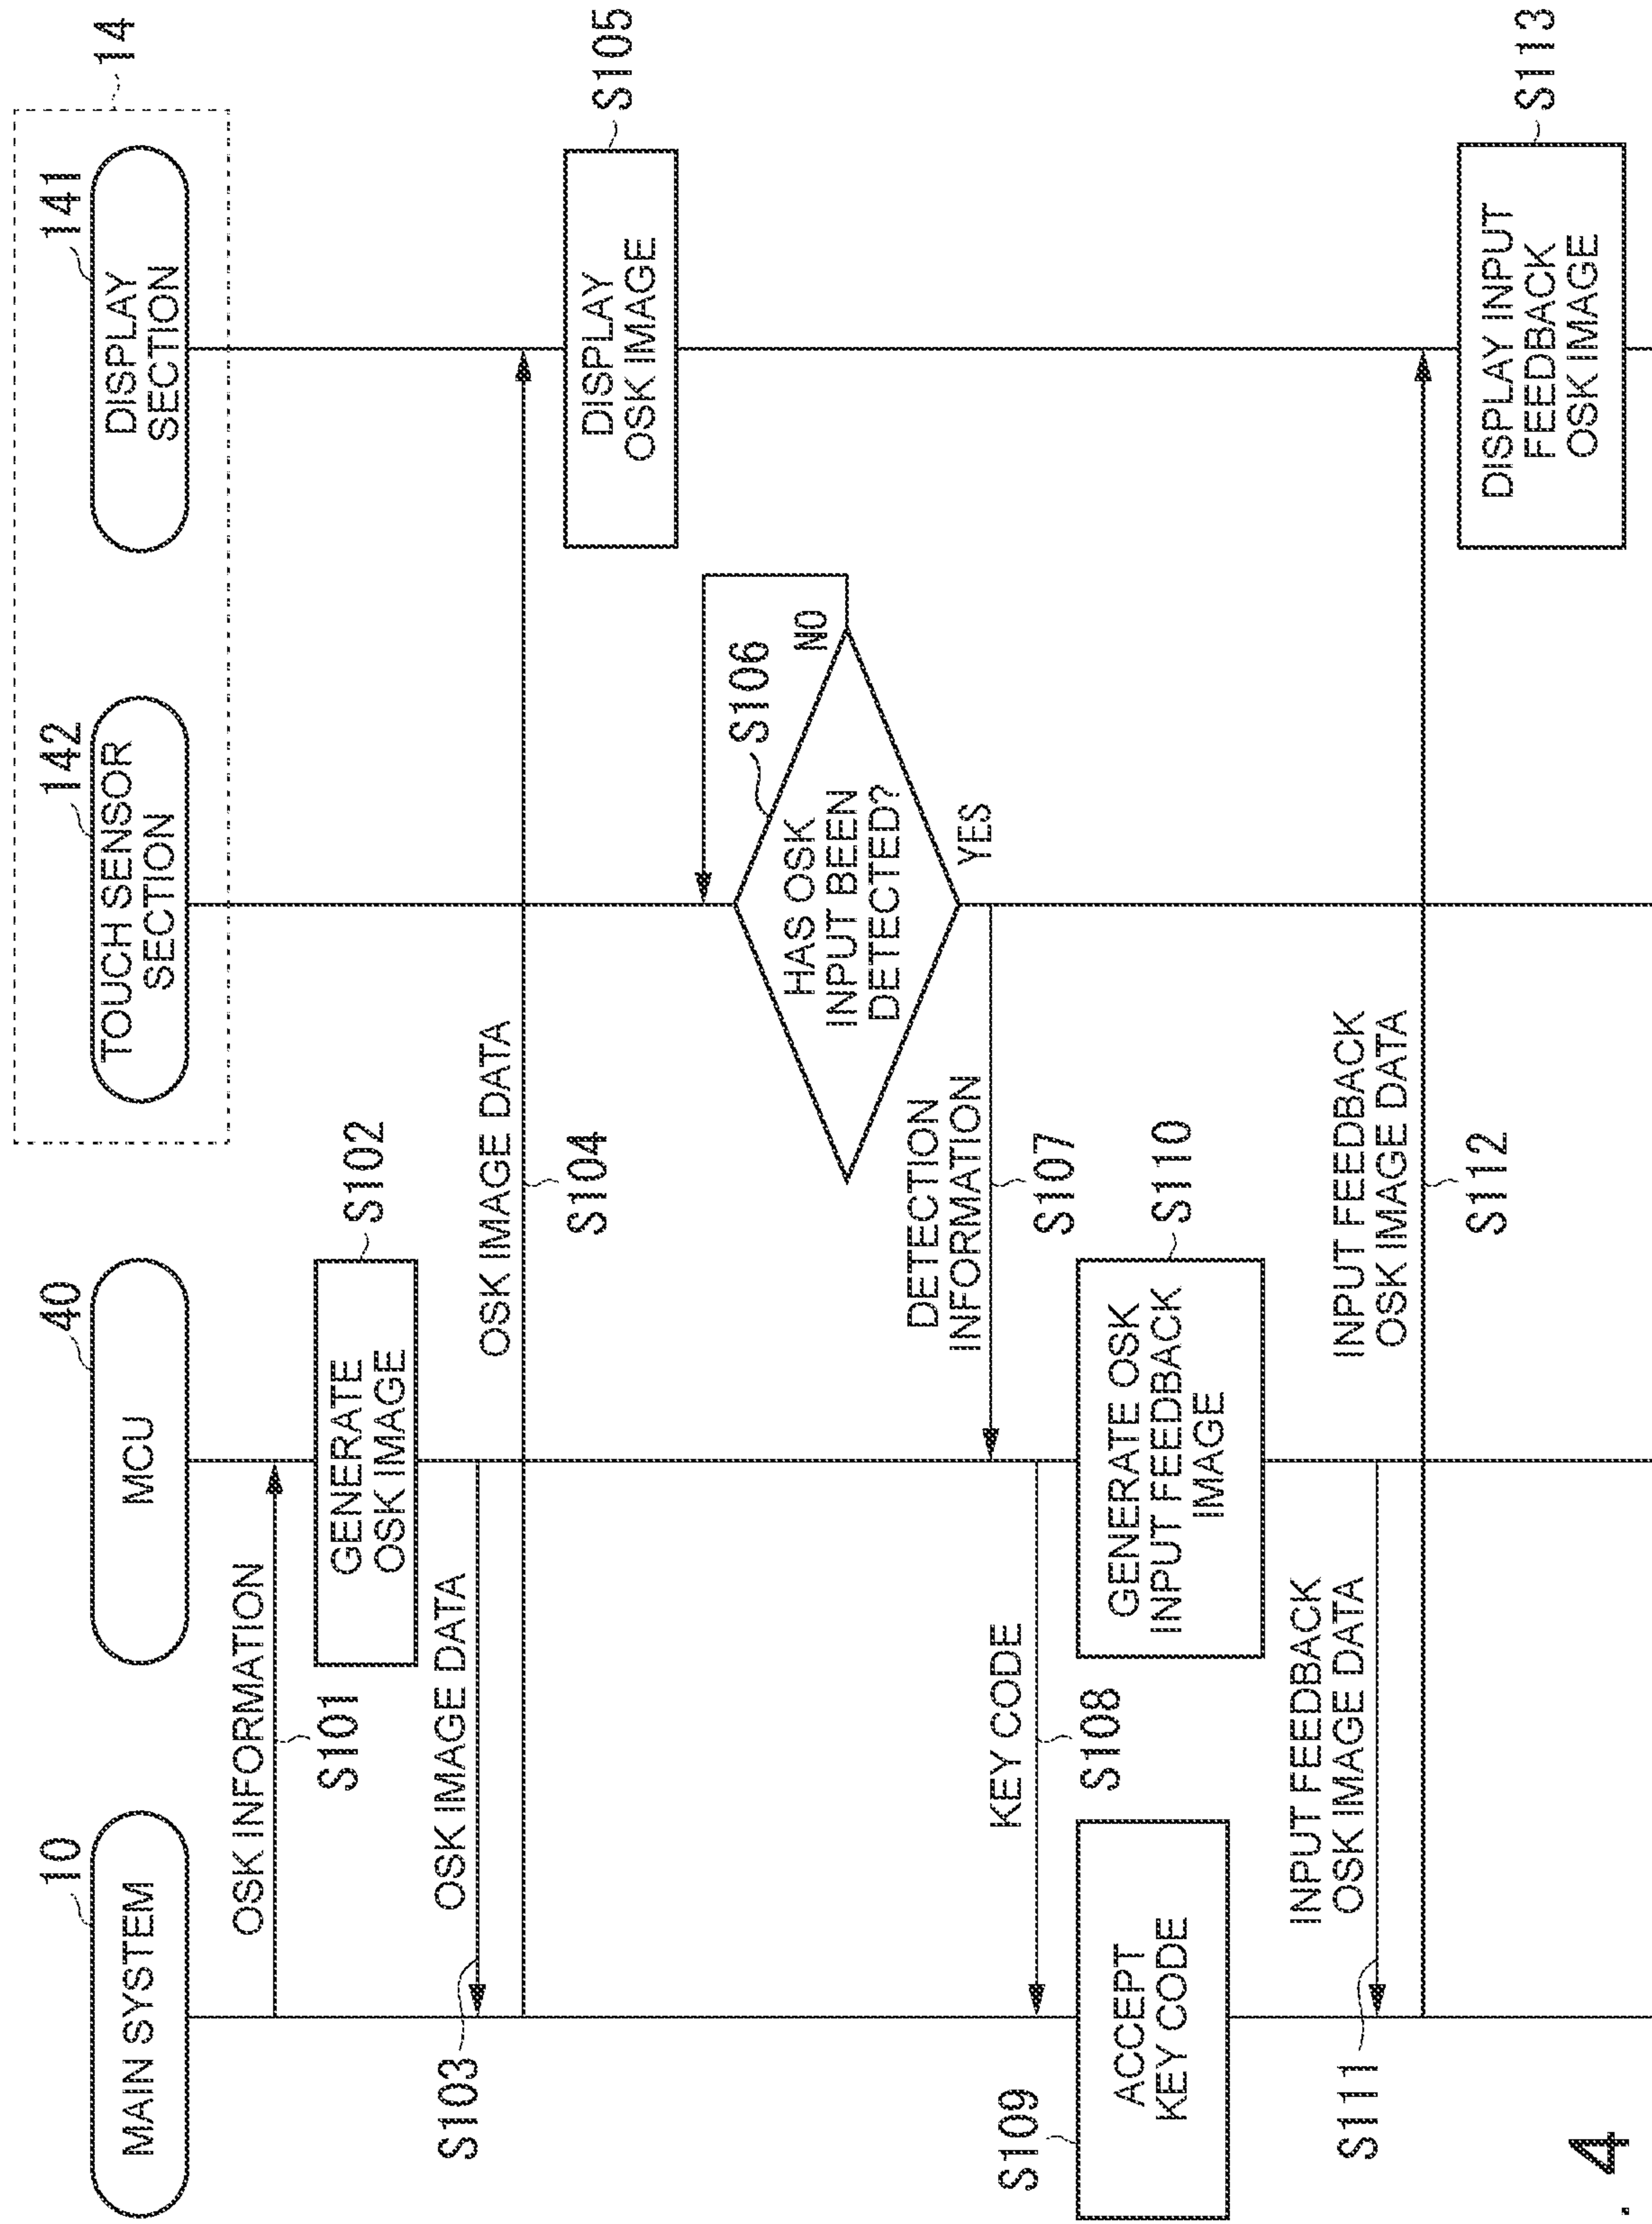 10
MAIN SYSTEM
40
MCU
142
TOUCH SENSOR
SECTION
141
DISPLAY
SECTION
14
OSK INFORMATION
S101
GENERATE
OSK IMAGE
S102
OSK IMAGE DATA
S103
OSK IMAGE DATA
S104
DISPLAY
OSK IMAGE
S105
S106
HAS OSK
INPUT BEEN
DETECTED?
NO
YES
DETECTION
INFORMATION
S107
KEY CODE
S108
S109
ACCEPT
KEY CODE
GENERATE OSK
INPUT FEEDBACK
IMAGE
S110
INPUT FEEDBACK
OSK IMAGE DATA
S111
INPUT FEEDBACK
OSK IMAGE DATA
S112
DISPLAY INPUT
FEEDBACK
OSK IMAGE
S113
. 4